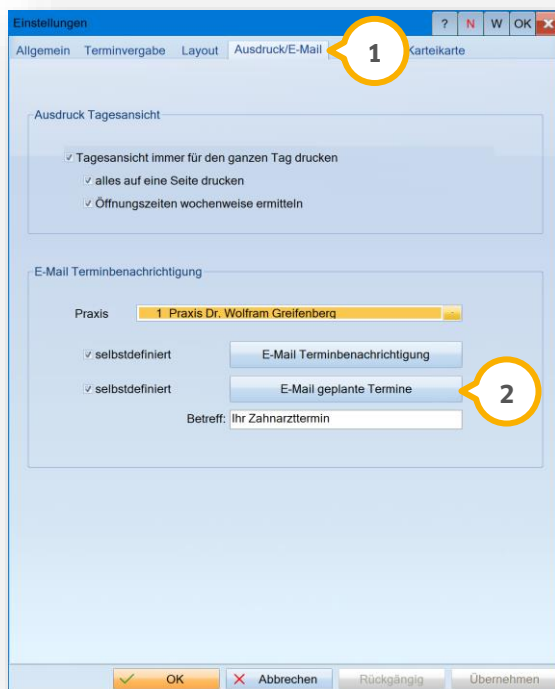 Einstellungen ? N W OK X
Allgemein Terminvergabe Layout Ausdruck/E-Mail 1 Karteikarte
Ausdruck Tagesansicht
Tagesansicht immer für den ganzen Tag drucken
alles auf eine Seite drucken
Öffnungszeiten wochenweise ermitteln
E-Mail Terminbenachrichtigung
Praxis 1 Praxis Dr. Wolfram Greifenberg
selbstdefiniert E-Mail Terminbenachrichtigung
selbstdefiniert E-Mail geplante Termine 2
Betreff: Ihr Zahnarzttermin
OK Abbrechen Rückgängig Übernehmen